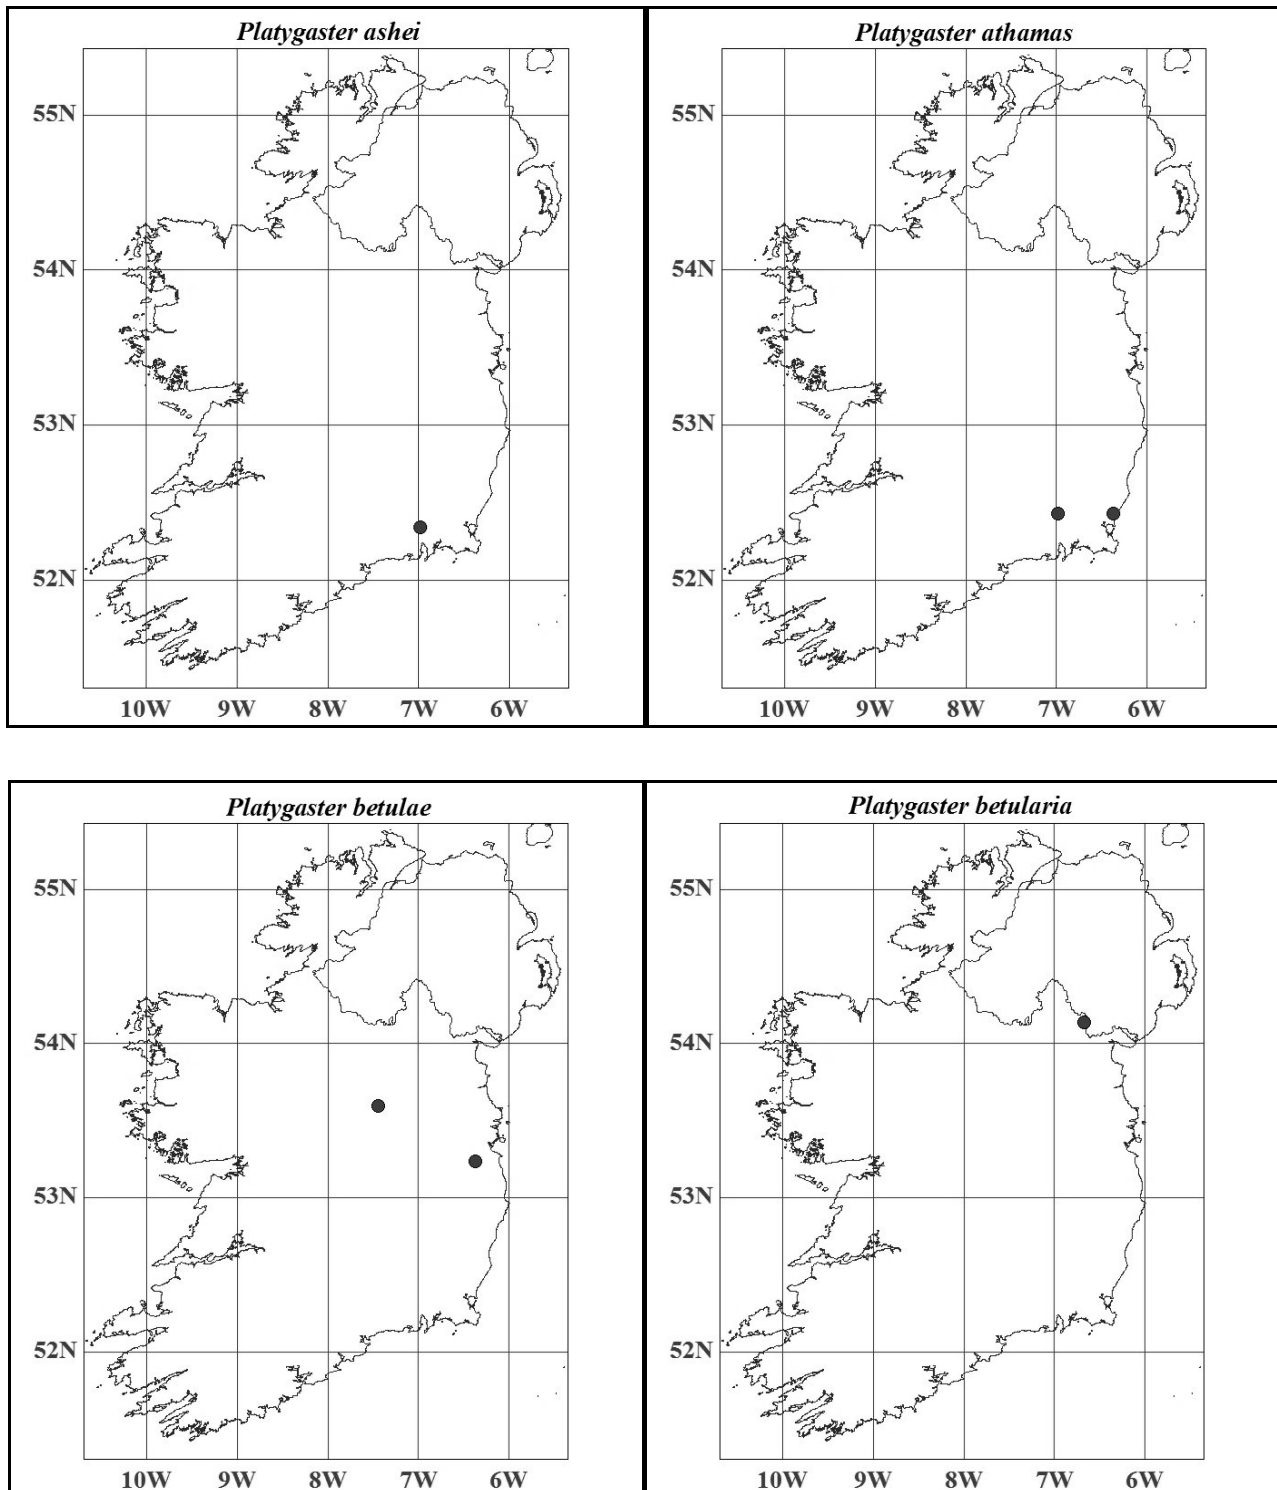 Platygaster ashei
55N
54N
53N
52N
10W 9W 8W 7W 6W
Platygaster athamas
55N
54N
53N
52N
10W 9W 8W 7W 6W
Platygaster betulae
55N
54N
53N
52N
10W 9W 8W 7W 6W
Platygaster betularia
55N
54N
53N
52N
10W 9W 8W 7W 6W